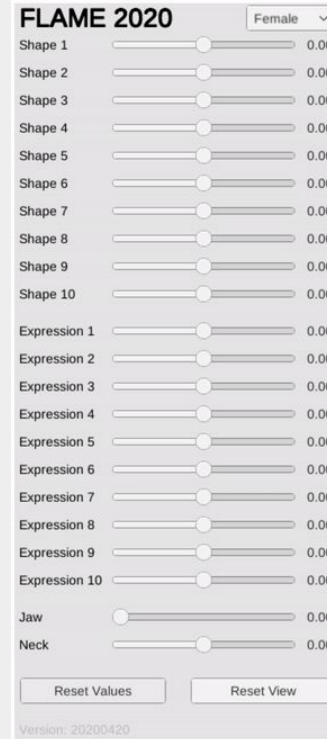 FLAME 2020 Female
Shape 1 0.00
Shape 2 0.00
Shape 3 0.00
Shape 4 0.00
Shape 5 0.00
Shape 6 0.00
Shape 7 0.00
Shape 8 0.00
Shape 9 0.00
Shape 10 0.00
Expression 1 0.00
Expression 2 0.00
Expression 3 0.00
Expression 4 0.00
Expression 5 0.00
Expression 6 0.00
Expression 7 0.00
Expression 8 0.00
Expression 9 0.00
Expression 10 0.00
Jaw 0.00
Neck 0.00
Reset Values Reset View
Version: 20200420